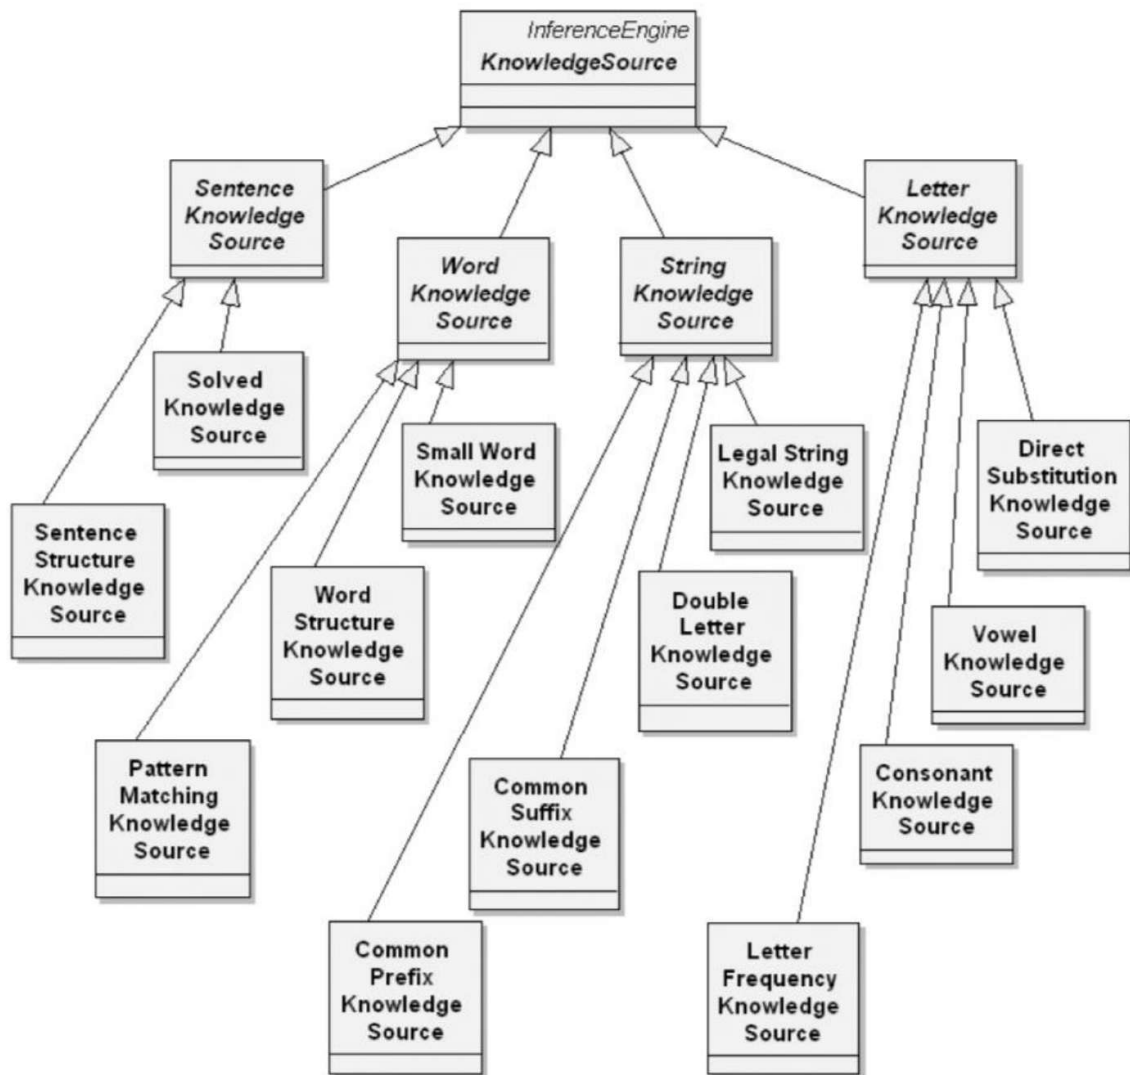 InferenceEngine
KnowledgeSource
Sentence
Knowledge
Source
Word
Knowledge
Source
String
Knowledge
Source
Letter
Knowledge
Source
Solved
Knowledge
Source
Sentence
Structure
Knowledge
Source
Small Word
Knowledge
Source
Word
Structure
Knowledge
Source
Pattern
Matching
Knowledge
Source
Legal String
Knowledge
Source
Double
Letter
Knowledge
Source
Common
Suffix
Knowledge
Source
Common
Prefix
Knowledge
Source
Direct
Substitution
Knowledge
Source
Vowel
Knowledge
Source
Consonant
Knowledge
Source
Letter
Frequency
Knowledge
Source